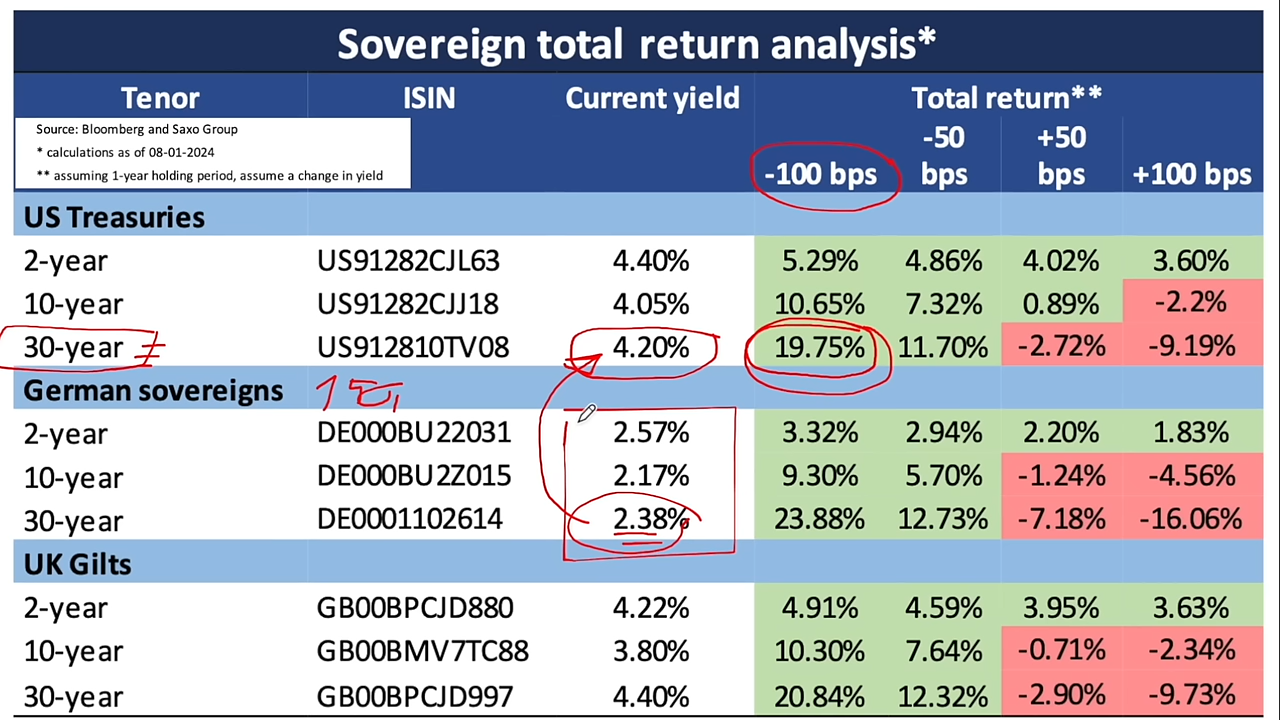 Sovereign total return analysis*
Tenor ISIN Current yield Total return**
Source: Bloomberg and Saxo Group
* calculations as of 08-01-2024
** assuming 1-year holding period, assume a change in yield
-100 bps -50 bps +50 bps +100 bps
US Treasuries
2-year US91282CJL63 4.40% 5.29% 4.86% 4.02% 3.60%
10-year US91282CJJ18 4.05% 10.65% 7.32% 0.89% -2.2%
30-year US912810TV08 4.20% 19.75% 11.70% -2.72% -9.19%
German sovereigns
2-year DE000BU22031 2.57% 3.32% 2.94% 2.20% 1.83%
10-year DE000BU2Z015 2.17% 9.30% 5.70% -1.24% -4.56%
30-year DE0001102614 2.38% 23.88% 12.73% -7.18% -16.06%
UK Gilts
2-year GB00BPCJD880 4.22% 4.91% 4.59% 3.95% 3.63%
10-year GB00BMV7TC88 3.80% 10.30% 7.64% -0.71% -2.34%
30-year GB00BPCJD997 4.40% 20.84% 12.32% -2.90% -9.73%